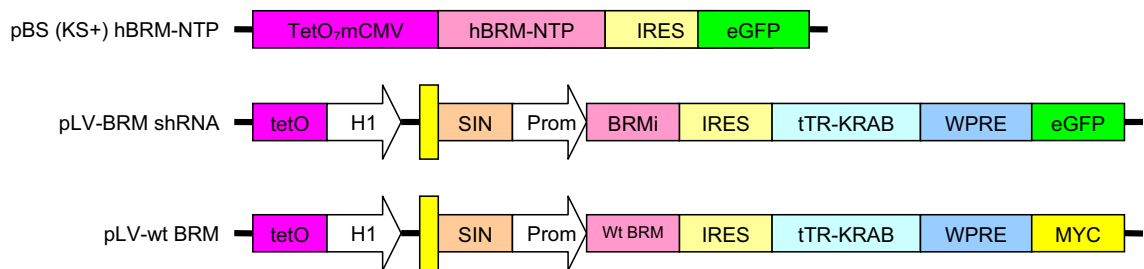 pBS (KS+) hBRM-NTP TetO₇mCMV hBRM-NTP IRES eGFP
pLV-BRM shRNA tetO H1 SIN Prom BRMi IRES tTR-KRAB WPRE eGFP
pLV-wt BRM tetO H1 SIN Prom Wt BRM IRES tTR-KRAB WPRE MYC